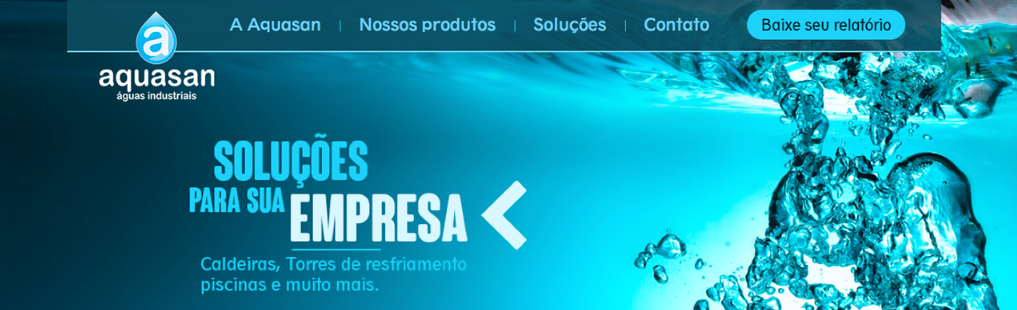 A Aquasan | Nossos produtos | Soluções | Contato
Baixe seu relatório
a
aquasan
águas industriais
SOLUÇÕES
PARA SUA
EMPRESA
Caldeiras, Torres de resfriamento
piscinas e muito mais.